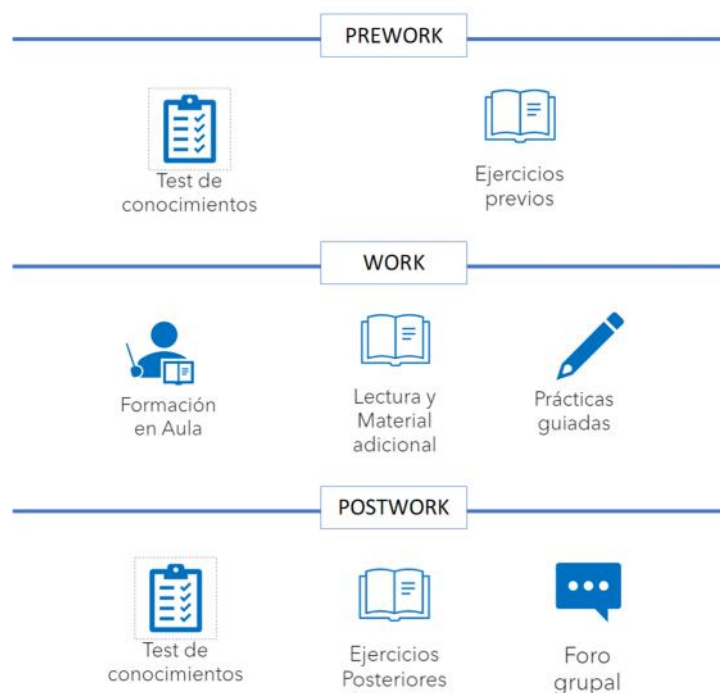 PREWORK
Test de
conocimientos
Ejercicios
previos
WORK
Formación
en Aula
Lectura y
Material
adicional
Prácticas
guiadas
POSTWORK
Test de
conocimientos
Ejercicios
Posteriores
Foro
grupal